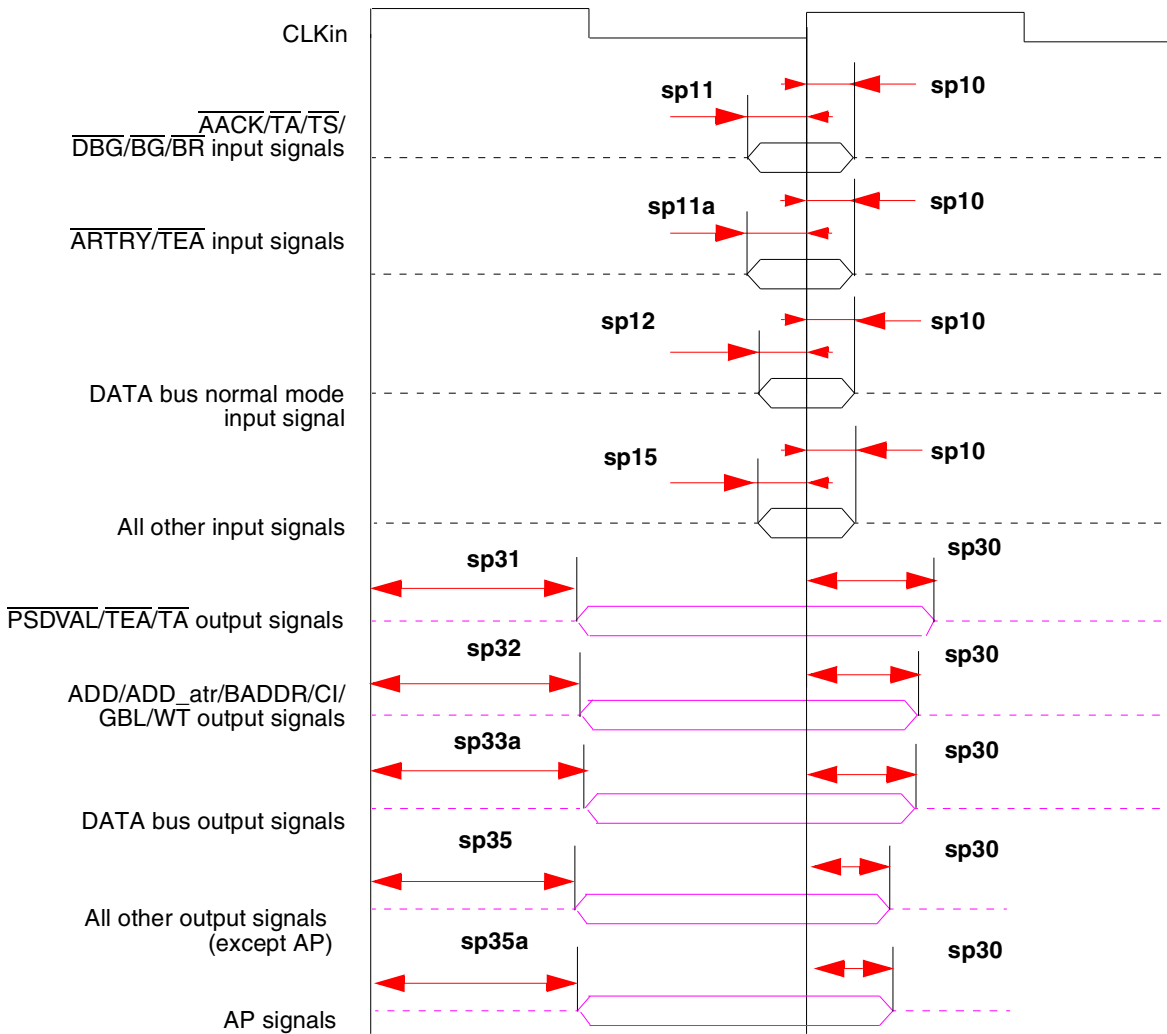 CLKin
sp11
sp10
AACK/TA/TS/
DBG/BG/BR input signals
sp11a
sp10
ARTRY/TEA input signals
sp12
sp10
DATA bus normal mode
input signal
sp15
sp10
All other input signals
sp31
sp30
PSDVAL/TEA/TA output signals
sp32
sp30
ADD/ADD_atr/BADDR/CI/
GBL/WT output signals
sp33a
sp30
DATA bus output signals
sp35
sp30
All other output signals
(except AP)
sp35a
sp30
AP signals